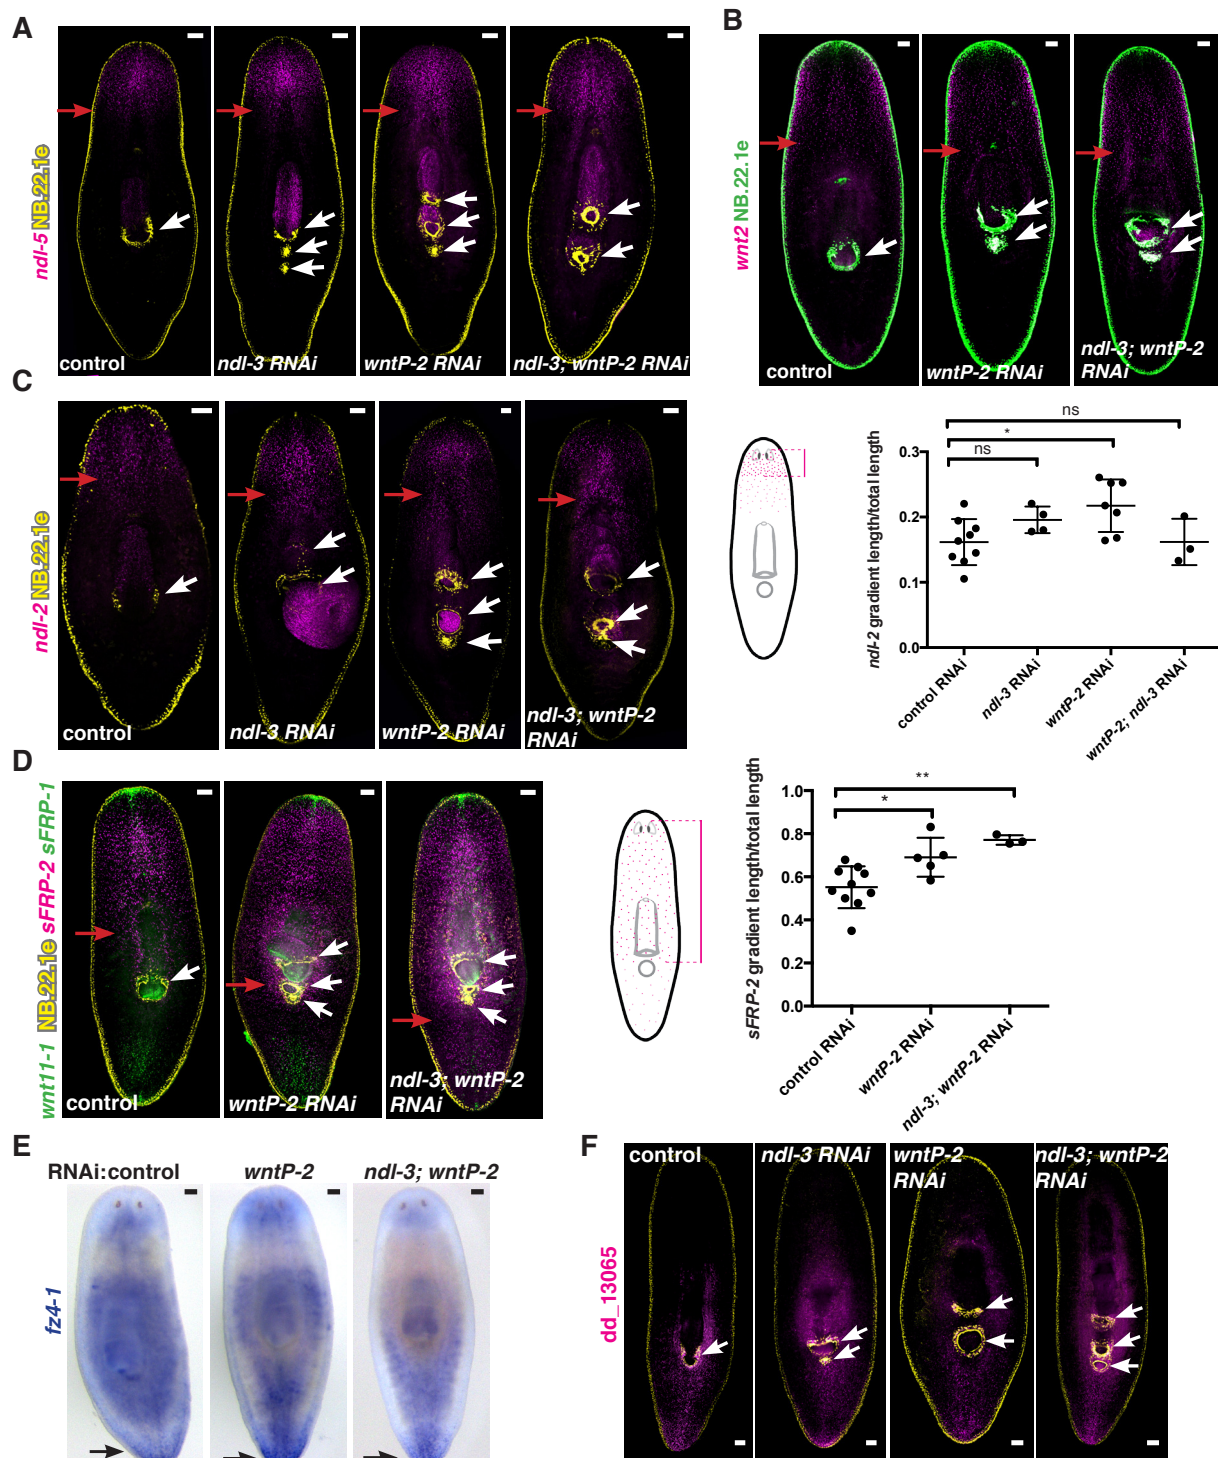 A
ndl-5 NB.22.1e
control
ndl-3 RNAi
wntP-2 RNAi
ndl-3; wntP-2 RNAi
B
wnt2 NB.22.1e
control
wntP-2 RNAi
ndl-3; wntP-2
RNAi
C
ndl-2 NB.22.1e
control
ndl-3 RNAi
wntP-2 RNAi
ndl-3; wntP-2
RNAi
ndl-2 gradient length/total length
0.3
0.2
0.1
0.0
ns
*
ns
control RNAi
ndl-3 RNAi
wntP-2 RNAi
wntP-2; ndl-3 RNAi
D
wnt11-1 NB.22.1e sFRP-2 sFRP-1
control
wntP-2 RNAi
ndl-3; wntP-2
RNAi
sFRP-2 gradient length/total length
1.0
0.8
0.6
0.4
0.2
0.0
**
*
control RNAi
wntP-2 RNAi
ndl-3; wntP-2 RNAi
E
RNAi:control
wntP-2
ndl-3; wntP-2
fz4-1
F
dd_13065
control
ndl-3 RNAi
wntP-2
RNAi
ndl-3; wntP-2
RNAi